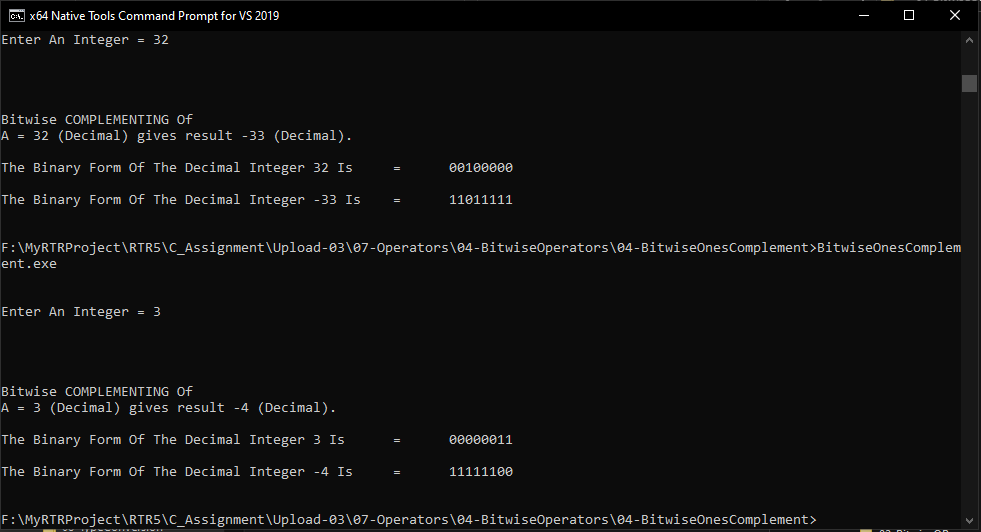 x64 Native Tools Command Prompt for VS 2019
Enter An Integer = 32
Bitwise COMPLEMENTING Of
A = 32 (Decimal) gives result -33 (Decimal).
The Binary Form Of The Decimal Integer 32 Is = 00100000
The Binary Form Of The Decimal Integer -33 Is = 11011111
F:\MyRTRProject\RTR5\C_Assignment\Upload-03\07-Operators\04-BitwiseOperators\04-BitwiseOnesComplement>BitwiseOnesComplem
ent.exe
Enter An Integer = 3
Bitwise COMPLEMENTING Of
A = 3 (Decimal) gives result -4 (Decimal).
The Binary Form Of The Decimal Integer 3 Is = 00000011
The Binary Form Of The Decimal Integer -4 Is = 11111100
F:\MyRTRProject\RTR5\C_Assignment\Upload-03\07-Operators\04-BitwiseOperators\04-BitwiseOnesComplement>